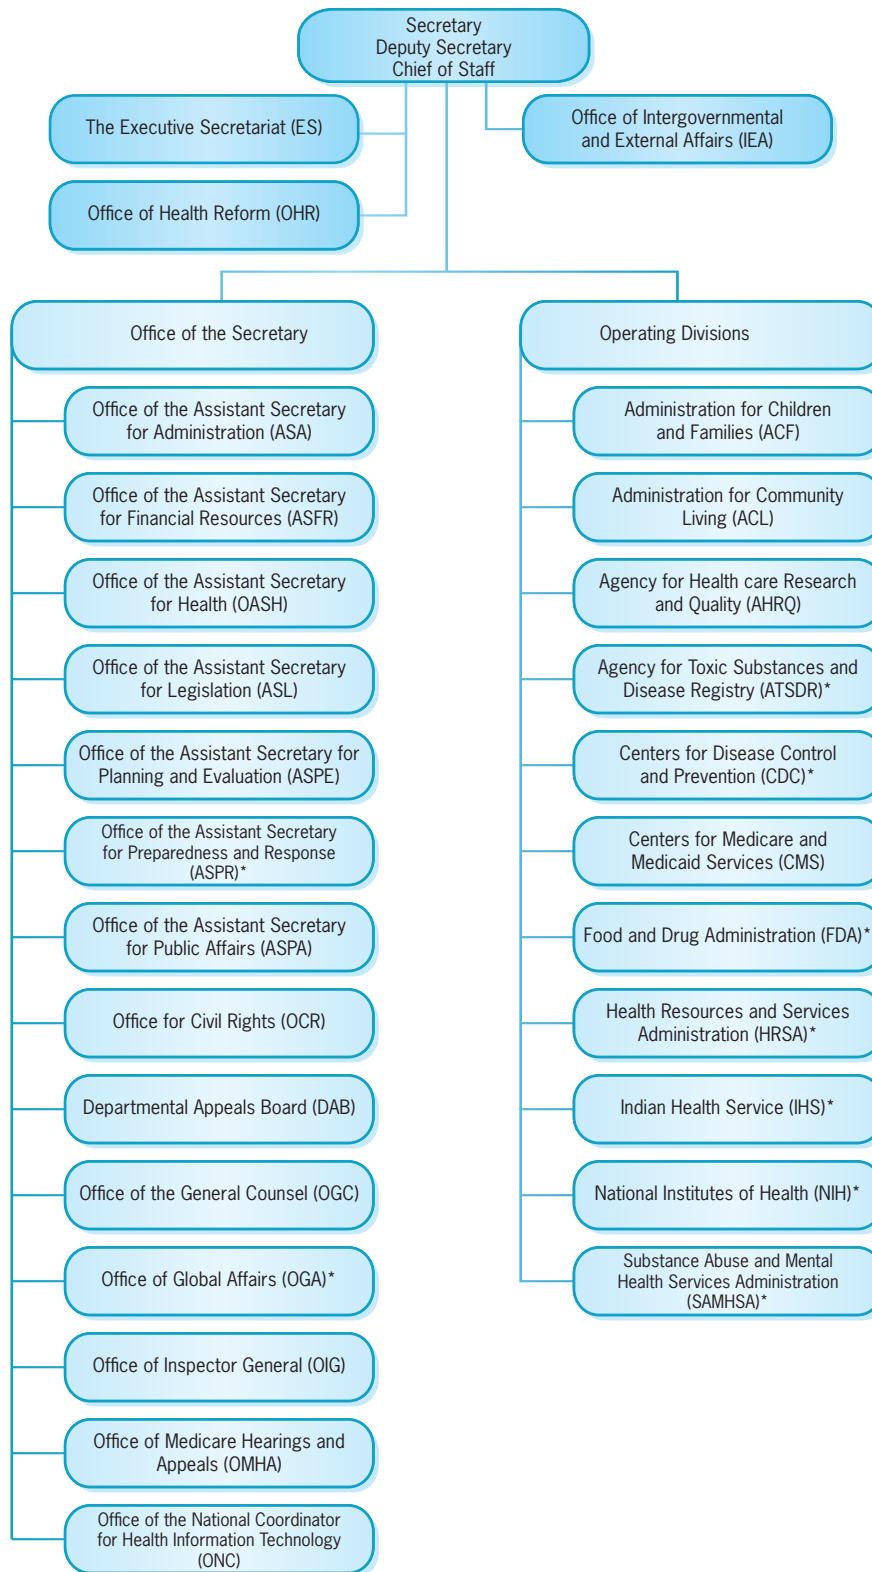 Secretary
Deputy Secretary
Chief of Staff
The Executive Secretariat (ES)
Office of Intergovernmental
and External Affairs (IEA)
Office of Health Reform (OHR)
Office of the Secretary
Office of the Assistant Secretary
for Administration (ASA)
Office of the Assistant Secretary
for Financial Resources (ASFR)
Office of the Assistant Secretary
for Health (OASH)
Office of the Assistant Secretary
for Legislation (ASL)
Office of the Assistant Secretary for
Planning and Evaluation (ASPE)
Office of the Assistant Secretary
for Preparedness and Response
(ASPR)*
Office of the Assistant Secretary
for Public Affairs (ASPA)
Office for Civil Rights (OCR)
Departmental Appeals Board (DAB)
Office of the General Counsel (OGC)
Office of Global Affairs (OGA)*
Office of Inspector General (OIG)
Office of Medicare Hearings and
Appeals (OMHA)
Office of the National Coordinator
for Health Information Technology
(ONC)
Operating Divisions
Administration for Children
and Families (ACF)
Administration for Community
Living (ACL)
Agency for Health care Research
and Quality (AHRQ)
Agency for Toxic Substances and
Disease Registry (ATSDR)*
Centers for Disease Control
and Prevention (CDC)*
Centers for Medicare and
Medicaid Services (CMS)
Food and Drug Administration (FDA)*
Health Resources and Services
Administration (HRSA)*
Indian Health Service (IHS)*
National Institutes of Health (NIH)*
Substance Abuse and Mental
Health Services Administration
(SAMHSA)*